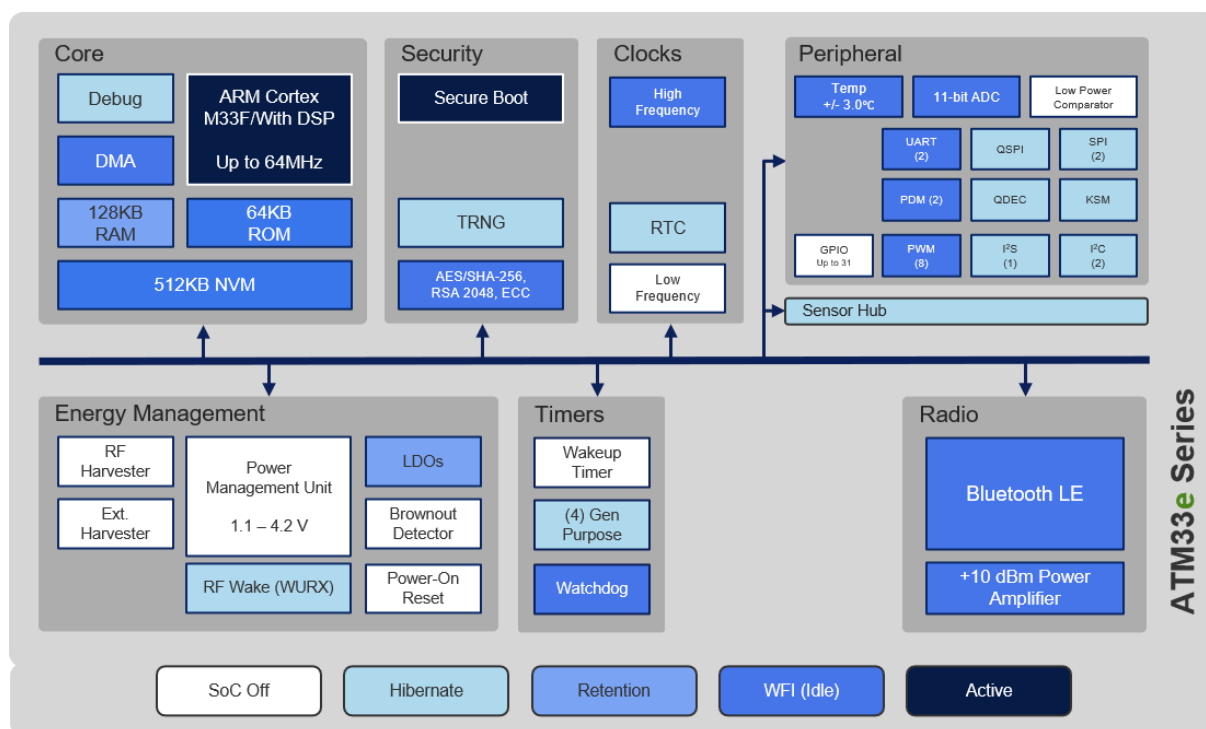 Core
Debug
ARM Cortex
M33F/With DSP
Up to 64MHz
DMA
128KB
RAM
64KB
ROM
512KB NVM
Security
Secure Boot
TRNG
AES/SHA-256,
RSA 2048, ECC
Clocks
High
Frequency
RTC
Low
Frequency
Peripheral
Temp
+/- 3.0℃
11-bit ADC
Low Power
Comparator
UART
(2)
QSPI
SPI
(2)
PDM (2)
QDEC
KSM
GPIO
Up to 31
PWM
(8)
I²S
(1)
I²C
(2)
Sensor Hub
Energy Management
RF
Harvester
Power
Management Unit
1.1 – 4.2 V
LDOs
Ext.
Harvester
Brownout
Detector
RF Wake (WURX)
Power-On
Reset
Timers
Wakeup
Timer
(4) Gen
Purpose
Watchdog
Radio
Bluetooth LE
+10 dBm Power
Amplifier
ATM33e Series
SoC Off
Hibernate
Retention
WFI (Idle)
Active